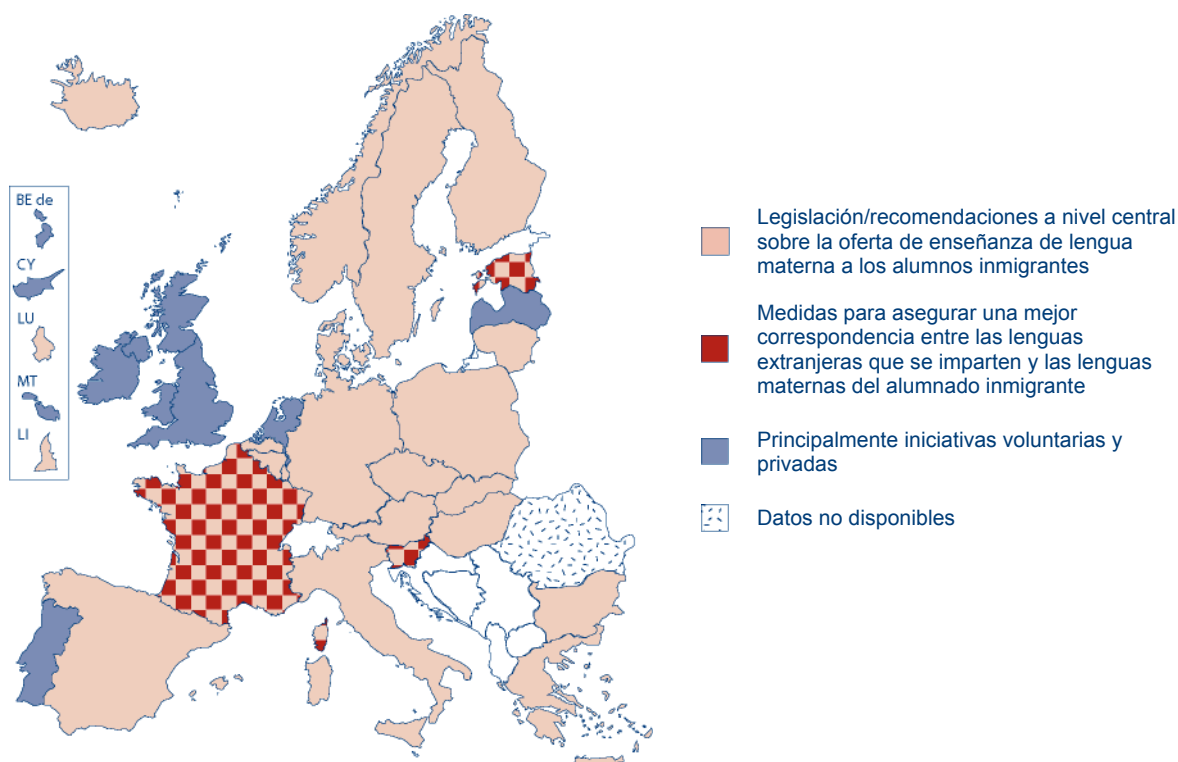 BE de
CY
LU
MT
LI
Legislación/recomendaciones a nivel central
sobre la oferta de enseñanza de lengua
materna a los alumnos inmigrantes
Medidas para asegurar una mejor
correspondencia entre las lenguas
extranjeras que se imparten y las lenguas
maternas del alumnado inmigrante
Principalmente iniciativas voluntarias y
privadas
Datos no disponibles